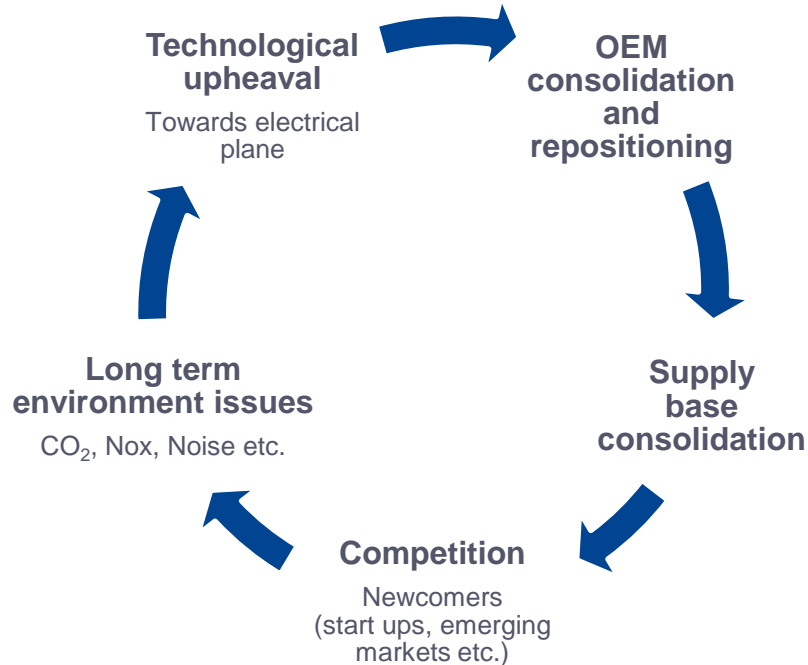 Technological
upheaval
Towards electrical
plane
OEM
consolidation
and
repositioning
Supply
base
consolidation
Competition
Newcomers
(start ups, emerging
markets etc.)
Long term
environment issues
CO₂, Nox, Noise etc.